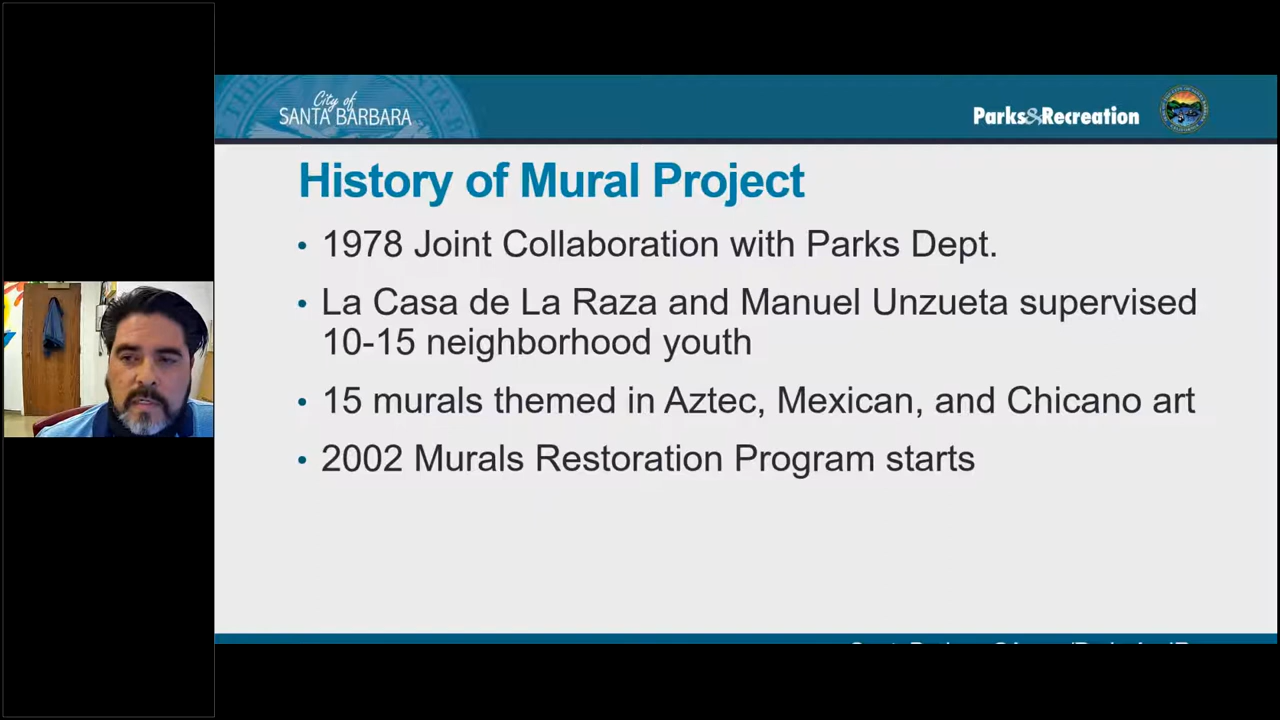 City of
SANTA BARBARA
Parks&Recreation
History of Mural Project
• 1978 Joint Collaboration with Parks Dept.
• La Casa de La Raza and Manuel Unzueta supervised
10-15 neighborhood youth
• 15 murals themed in Aztec, Mexican, and Chicano art
• 2002 Murals Restoration Program starts